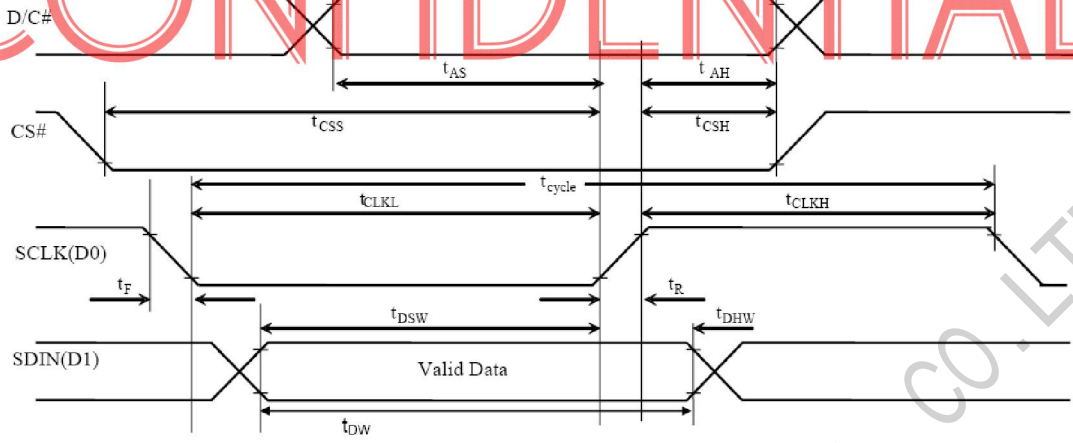 CONFIDENTIAL
D/C#
tAS
t AH
CS#
tCSS
tCSH
tcycle
tCLKL
tCLKH
SCLK(D0)
tF
tR
tDSW
tDHW
SDIN(D1)
Valid Data
tDW
CO.LT